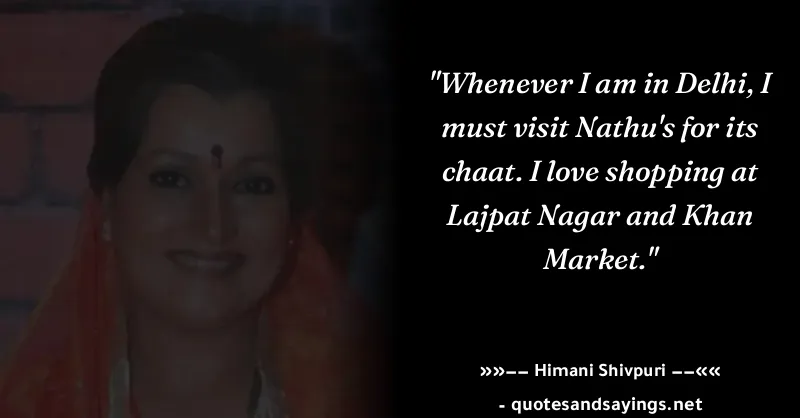 "Whenever I am in Delhi, I
must visit Nathu's for its
chaat. I love shopping at
Lajpat Nagar and Khan
Market."
»»−− Himani Shivpuri −−««
- quotesandsayings.net